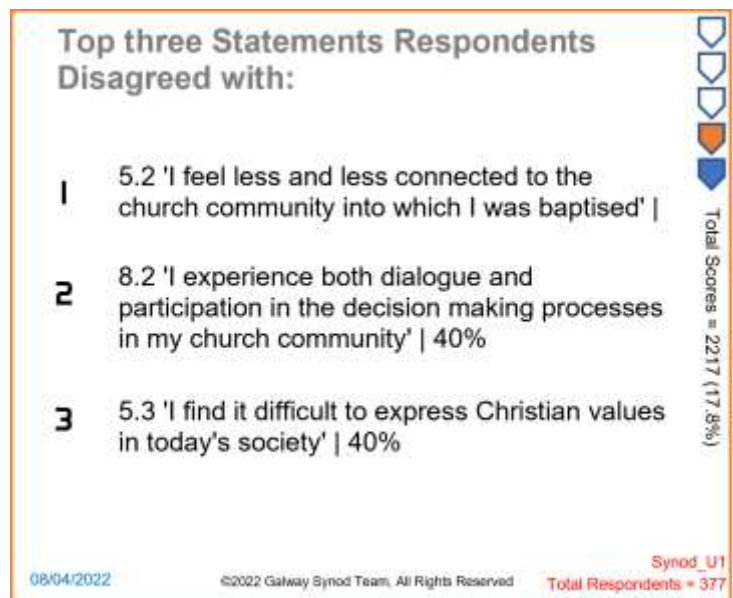 Top three Statements Respondents
Disagreed with:
1
5.2 'I feel less and less connected to the
church community into which I was baptised' |
2
8.2 'I experience both dialogue and
participation in the decision making processes
in my church community' | 40%
3
5.3 'I find it difficult to express Christian values
in today's society' | 40%
Total Scores = 2217 (17.8%)
08/04/2022
©2022 Galway Synod Team, All Rights Reserved
Synod_U1
Total Respondents = 377